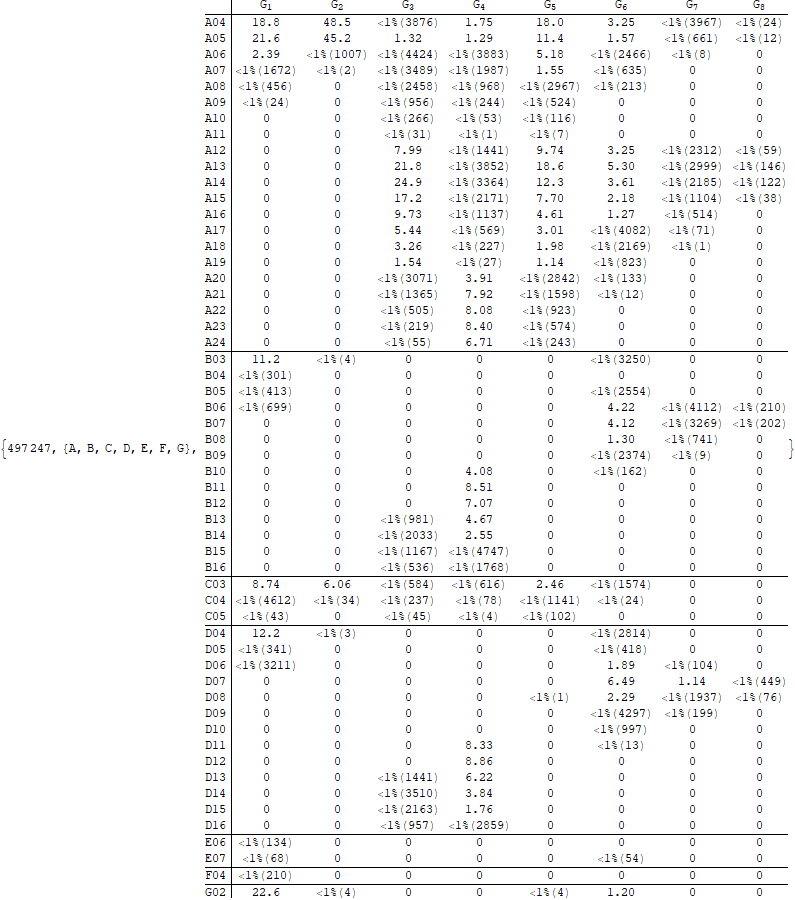 G1 G2 G3 G4 G5 G6 G7 G8
A04 18.8 48.5 <1%(3876) 1.75 18.0 3.25 <1%(3967) <1%(24)
A05 21.6 45.2 1.32 1.29 11.4 1.57 <1%(661) <1%(12)
A06 2.39 <1%(1007) <1%(4424) <1%(3883) 5.18 <1%(2466) <1%(8) 0
A07 <1%(1672) <1%(2) <1%(3489) <1%(1987) 1.55 <1%(635) 0 0
A08 <1%(456) 0 <1%(2458) <1%(968) <1%(2967) <1%(213) 0 0
A09 <1%(24) 0 <1%(956) <1%(244) <1%(524) 0 0 0
A10 0 0 <1%(266) <1%(53) <1%(116) 0 0 0
A11 0 0 <1%(31) <1%(1) <1%(7) 0 0 0
A12 0 0 7.99 <1%(1441) 9.74 3.25 <1%(2312) <1%(59)
A13 0 0 21.8 <1%(3852) 18.6 5.30 <1%(2999) <1%(146)
A14 0 0 24.9 <1%(3364) 12.3 3.61 <1%(2185) <1%(122)
A15 0 0 17.2 <1%(2171) 7.70 2.18 <1%(1104) <1%(38)
A16 0 0 9.73 <1%(1137) 4.61 1.27 <1%(514) 0
A17 0 0 5.44 <1%(569) 3.01 <1%(4082) <1%(71) 0
A18 0 0 3.26 <1%(227) 1.98 <1%(2169) <1%(1) 0
A19 0 0 1.54 <1%(27) 1.14 <1%(823) 0 0
A20 0 0 <1%(3071) 3.91 <1%(2842) <1%(133) 0 0
A21 0 0 <1%(1365) 7.92 <1%(1598) <1%(12) 0 0
A22 0 0 <1%(505) 8.08 <1%(923) 0 0 0
A23 0 0 <1%(219) 8.40 <1%(574) 0 0 0
A24 0 0 <1%(55) 6.71 <1%(243) 0 0 0
B03 11.2 <1%(4) 0 0 0 <1%(3250) 0 0
B04 <1%(301) 0 0 0 0 0 0 0
B05 <1%(413) 0 0 0 0 <1%(2554) 0 0
B06 <1%(699) 0 0 0 0 4.22 <1%(4112) <1%(210)
B07 0 0 0 0 0 4.12 <1%(3269) <1%(202)
B08 0 0 0 0 0 1.30 <1%(741) 0
{497247, {A, B, C, D, E, F, G}, B09 0 0 0 0 0 <1%(2374) <1%(9) 0 }
B10 0 0 0 4.08 0 <1%(162) 0 0
B11 0 0 0 8.51 0 0 0 0
B12 0 0 0 7.07 0 0 0 0
B13 0 0 <1%(981) 4.67 0 0 0 0
B14 0 0 <1%(2033) 2.55 0 0 0 0
B15 0 0 <1%(1167) <1%(4747) 0 0 0 0
B16 0 0 <1%(536) <1%(1768) 0 0 0 0
C03 8.74 6.06 <1%(584) <1%(616) 2.46 <1%(1574) 0 0
C04 <1%(4612) <1%(34) <1%(237) <1%(78) <1%(1141) <1%(24) 0 0
C05 <1%(43) 0 <1%(45) <1%(4) <1%(102) 0 0 0
D04 12.2 <1%(3) 0 0 0 <1%(2814) 0 0
D05 <1%(341) 0 0 0 0 <1%(418) 0 0
D06 <1%(3211) 0 0 0 0 1.89 <1%(104) 0
D07 0 0 0 0 0 6.49 1.14 <1%(449)
D08 0 0 0 0 <1%(1) 2.29 <1%(1937) <1%(76)
D09 0 0 0 0 0 <1%(4297) <1%(199) 0
D10 0 0 0 0 0 <1%(997) 0 0
D11 0 0 0 8.33 0 <1%(13) 0 0
D12 0 0 0 8.86 0 0 0 0
D13 0 0 <1%(1441) 6.22 0 0 0 0
D14 0 0 <1%(3510) 3.84 0 0 0 0
D15 0 0 <1%(2163) 1.76 0 0 0 0
D16 0 0 <1%(957) <1%(2859) 0 0 0 0
E06 <1%(134) 0 0 0 0 0 0 0
E07 <1%(68) 0 0 0 0 <1%(54) 0 0
F04 <1%(210) 0 0 0 0 0 0 0
G02 22.6 <1%(4) 0 0 <1%(4) 1.20 0 0